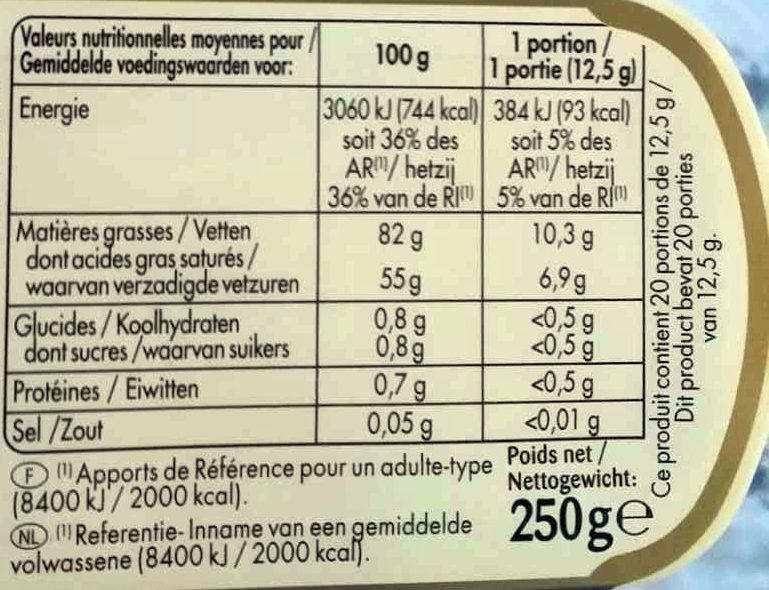 Valeurs nutritionnelles moyennes pour /
Gemiddelde voedingswaarden voor:
100 g
1 portion /
1 portie (12,5 g)
Energie
3060 kJ (744 kcal)
soit 36% des
AR(1)/ hetzij
36% van de RI(1)
384 kJ (93 kcal)
soit 5% des
AR(1)/ hetzij
5% van de RI(1)
Matières grasses / Vetten
82 g
10,3 g
dont acides gras saturés /
waarvan verzadigde vetzuren
55 g
6,9 g
Glucides / Koolhydraten
0,8 g
<0,5 g
dont sucres /waarvan suikers
0,8 g
<0,5 g
Protéines / Eiwitten
0,7 g
<0,5 g
Sel /Zout
0,05 g
<0,01 g
F (1) Apports de Référence pour un adulte-type
(8400 kJ / 2000 kcal).
NL (1) Referentie- Inname van een gemiddelde
volwassene (8400 kJ / 2000 kcal).
Poids net /
Nettogewicht:
250 g e
Ce produit contient 20 portions de 12,5 g /
Dit product bevat 20 porties
van 12,5 g.